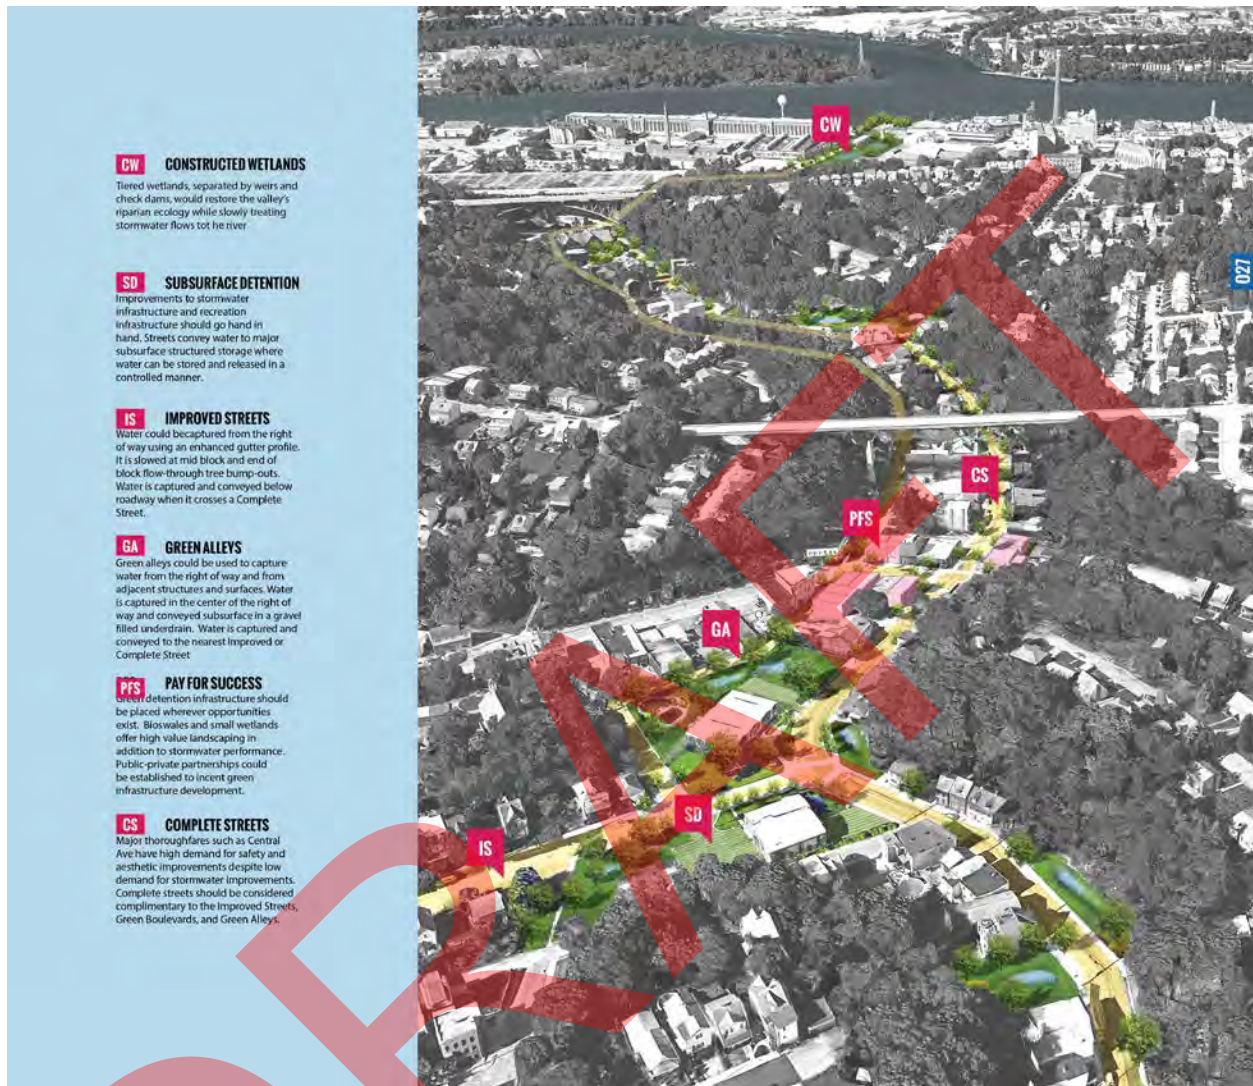 CW CONSTRUCTED WETLANDS
Tiered wetlands, separated by weirs and
check dams, would restore the valley's
riparian ecology while slowly treating
stormwater flows tot he river
SD SUBSURFACE DETENTION
Improvements to stormwater
infrastructure and recreation
infrastructure should go hand in
hand. Streets convey water to major
subsurface structured storage where
water can be stored and released in a
controlled manner.
IS IMPROVED STREETS
Water could becaptured from the right
of way using an enhanced gutter profile.
It is slowed at mid block and end of
block flow-through tree bump-outs.
Water is captured and conveyed below
roadway when it crosses a Complete
Street.
GA GREEN ALLEYS
Green alleys could be used to capture
water from the right of way and from
adjacent structures and surfaces. Water
is captured in the center of the right of
way and conveyed subsurface in a gravel
filled underdrain. Water is captured and
conveyed to the nearest Improved or
Complete Street
PFS PAY FOR SUCCESS
Green detention infrastructure should
be placed wherever opportunities
exist. Bioswales and small wetlands
offer high value landscaping in
addition to stormwater performance.
Public-private partnerships could
be established to incent green
infrastructure development.
CS COMPLETE STREETS
Major thoroughfares such as Central
Ave have high demand for safety and
aesthetic improvements despite low
demand for stormwater improvements.
Complete streets should be considered
complimentary to the Improved Streets,
Green Boulevards, and Green Alleys.
CW
027
CS
PFS
GA
SD
IS
DRAFT